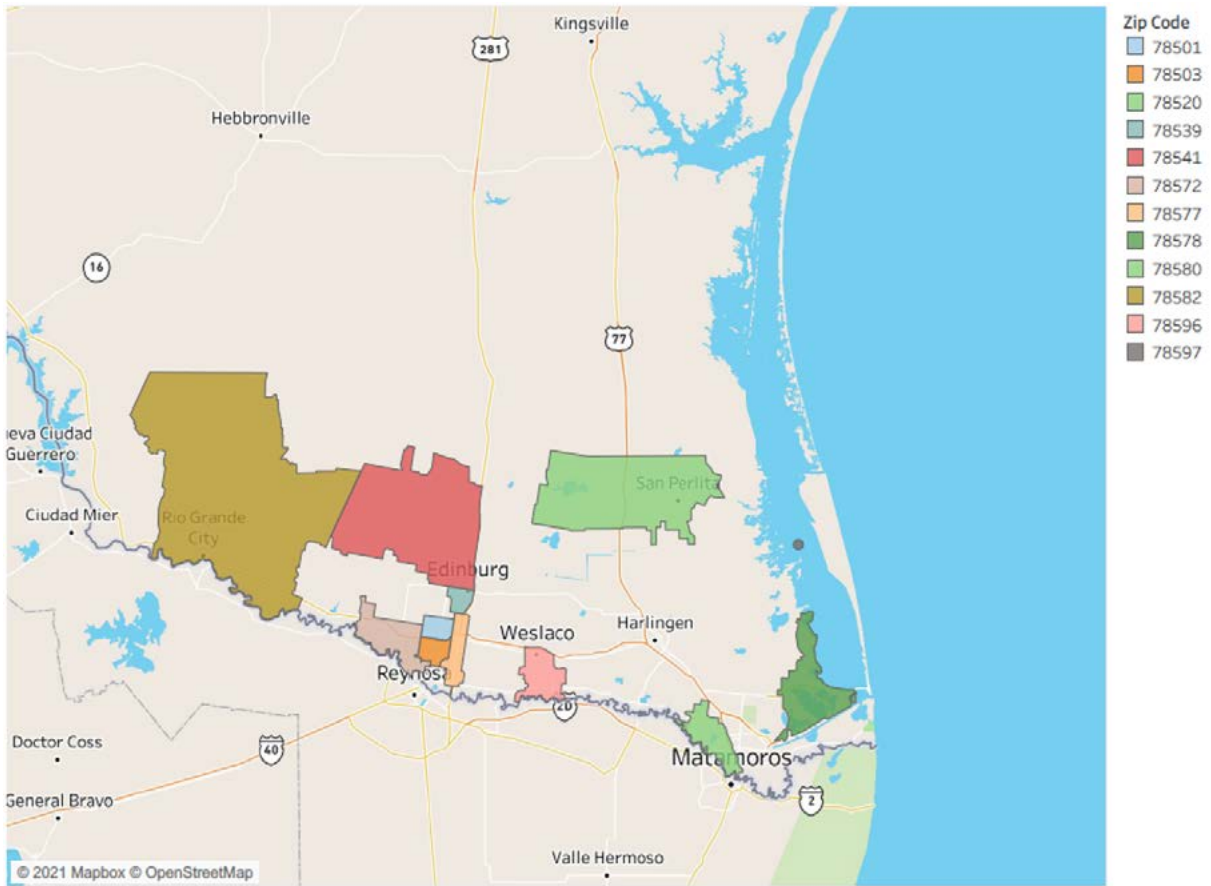 Kingsville
281
Hebbronville
16
77
ueva Ciudad
Guerrero
Ciudad Mier
Rio Grande
City
San Perlita
Edinburg
Weslaco
Harlingen
Reynosa
2D
40
Doctor Coss
Matamoros
General Bravo
2
Valle Hermoso
© 2021 Mapbox © OpenStreetMap
Zip Code
78501
78503
78520
78539
78541
78572
78577
78578
78580
78582
78596
78597